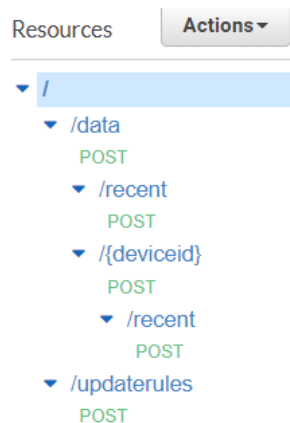 Resources Actions
/
/data
POST
/recent
POST
/{deviceid}
POST
/recent
POST
/updaterules
POST